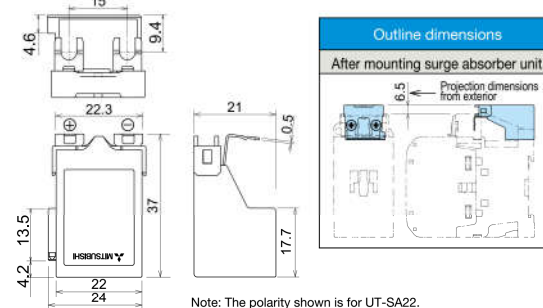 15
4.6
9.4
22.3
⊕
⊖
21
0.5
13.5
4.2
37
17.7
MITSUBISHI
22
24
Outline dimensions
After mounting surge absorber unit
6.5
Projection dimensions
from exterior
Note: The polarity shown is for UT-SA22.